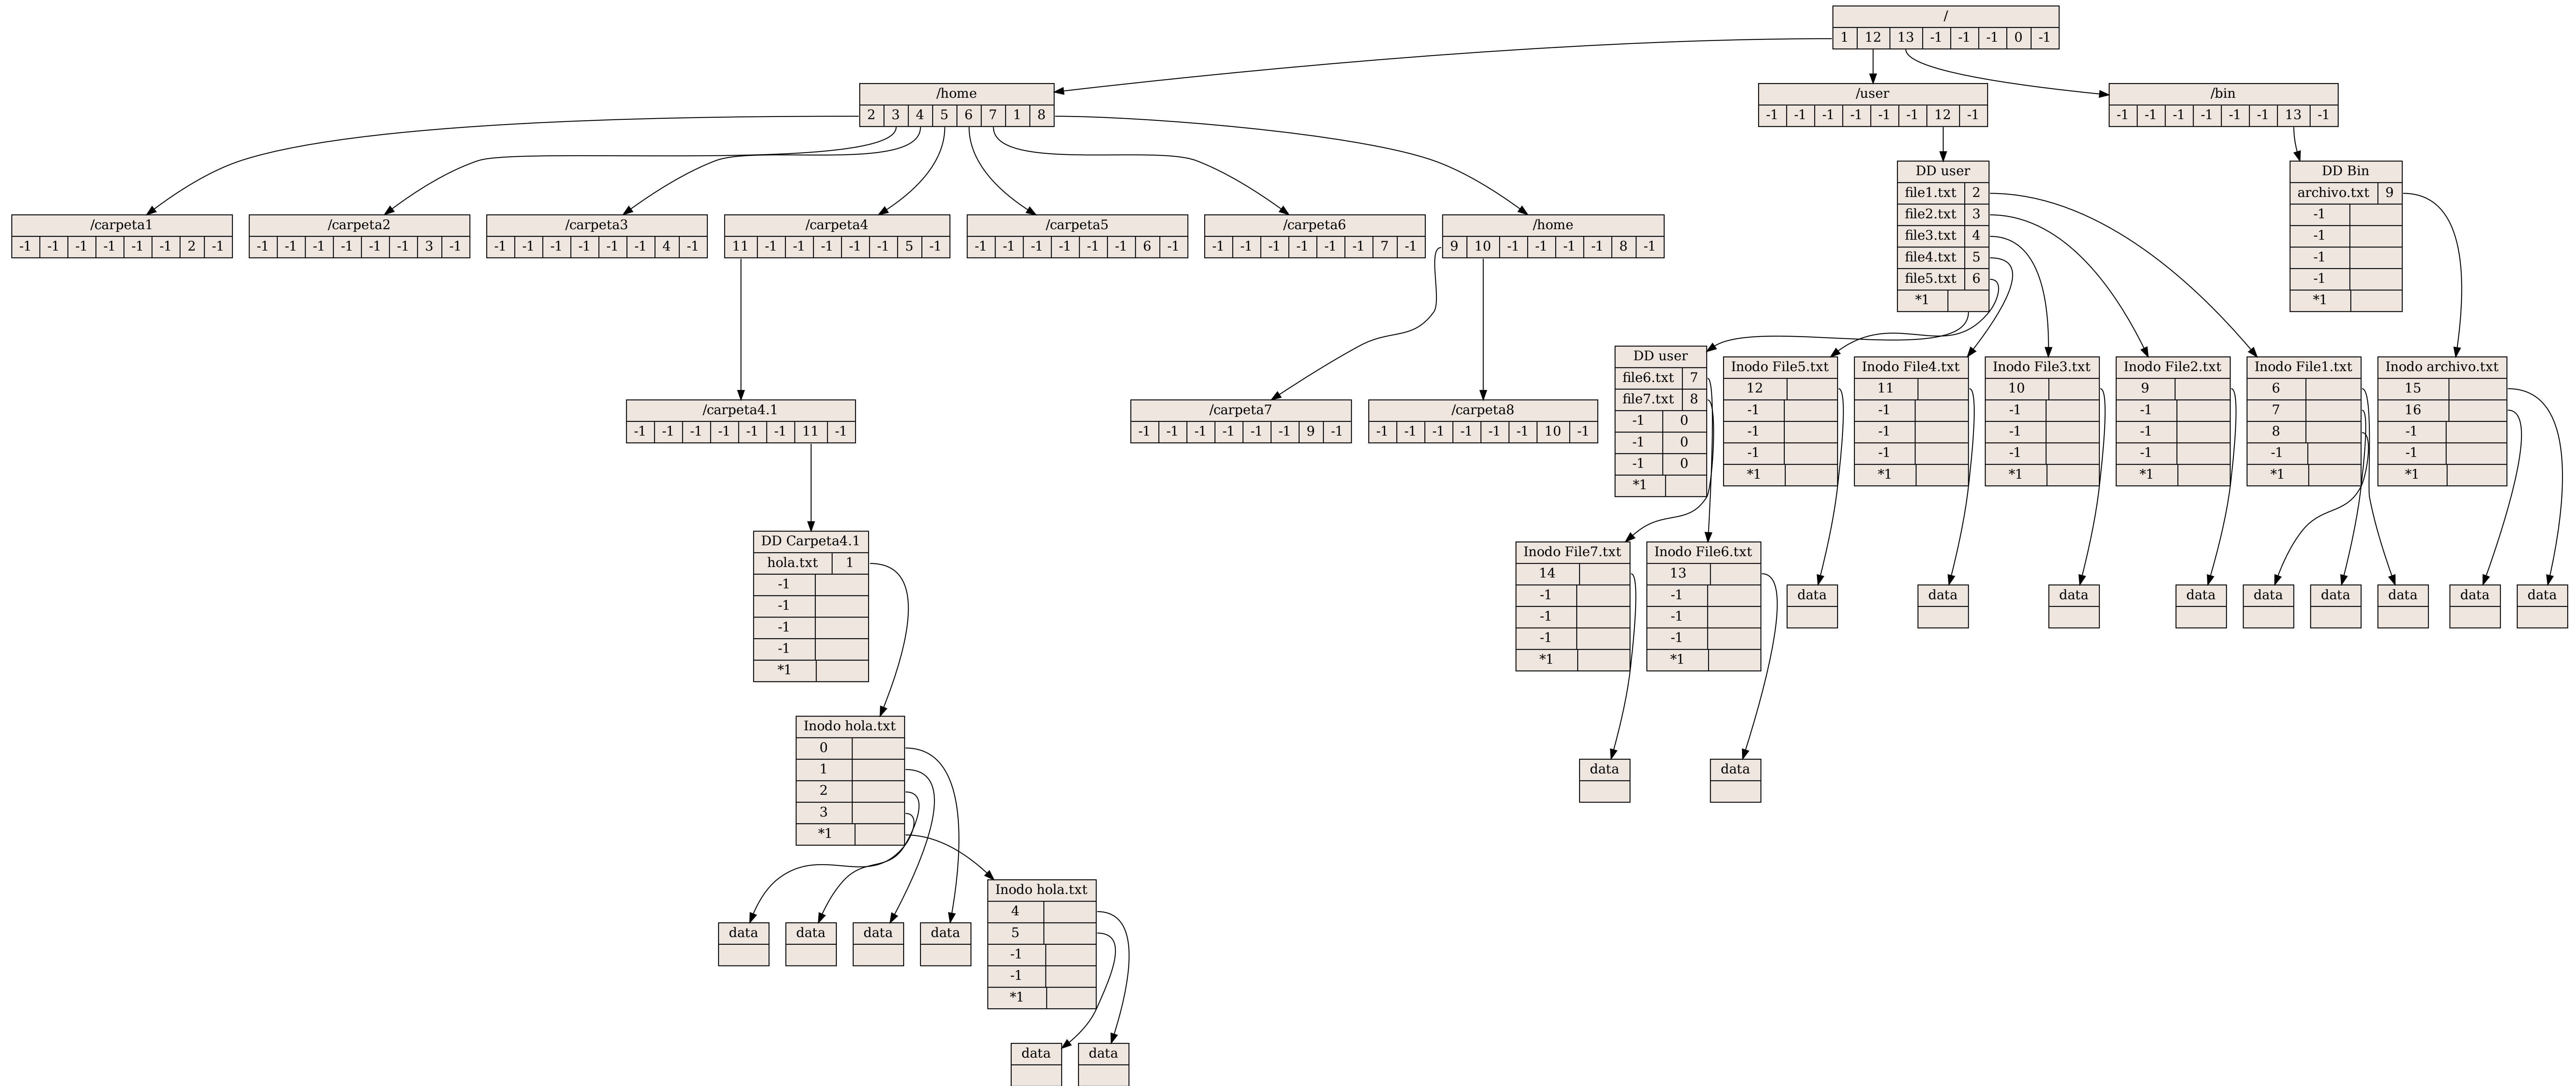 /
1 12 13 -1 -1 -1 0 -1
/home
2 3 4 5 6 7 1 8
/user
-1 -1 -1 -1 -1 -1 12 -1
/bin
-1 -1 -1 -1 -1 -1 13 -1
/carpeta1
-1 -1 -1 -1 -1 -1 2 -1
/carpeta2
-1 -1 -1 -1 -1 -1 3 -1
/carpeta3
-1 -1 -1 -1 -1 -1 4 -1
/carpeta4
11 -1 -1 -1 -1 -1 5 -1
/carpeta5
-1 -1 -1 -1 -1 -1 6 -1
/carpeta6
-1 -1 -1 -1 -1 -1 7 -1
/home
9 10 -1 -1 -1 -1 8 -1
DD user
file1.txt 2
file2.txt 3
file3.txt 4
file4.txt 5
file5.txt 6
*1
DD Bin
archivo.txt 9
-1
-1
-1
-1
*1
/carpeta4.1
-1 -1 -1 -1 -1 -1 11 -1
/carpeta7
-1 -1 -1 -1 -1 -1 9 -1
/carpeta8
-1 -1 -1 -1 -1 -1 10 -1
DD user
file6.txt 7
file7.txt 8
-1 0
-1 0
-1 0
*1
Inodo File5.txt
12
-1
-1
-1
*1
Inodo File4.txt
11
-1
-1
-1
*1
Inodo File3.txt
10
-1
-1
-1
*1
Inodo File2.txt
9
-1
-1
-1
*1
Inodo File1.txt
6
7
8
-1
*1
Inodo archivo.txt
15
16
-1
-1
*1
DD Carpeta4.1
hola.txt 1
-1
-1
-1
-1
*1
Inodo File7.txt
14
-1
-1
-1
*1
Inodo File6.txt
13
-1
-1
-1
*1
data
data
data
data
data
data
data
data
data
Inodo hola.txt
0
1
2
3
*1
data
data
Inodo hola.txt
4
5
-1
-1
*1
data
data
data
data
data
data